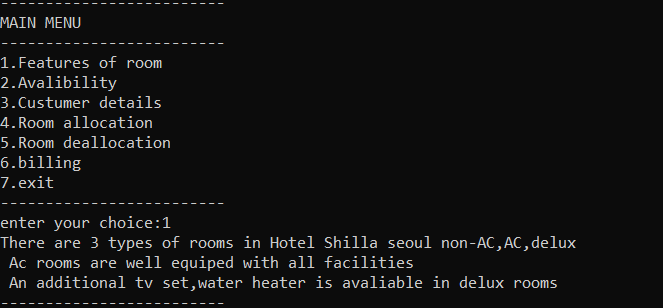 -------------------------
MAIN MENU
-------------------------
1.Features of room
2.Avalibility
3.Custumer details
4.Room allocation
5.Room deallocation
6.billing
7.exit
-------------------------
enter your choice:1
There are 3 types of rooms in Hotel Shilla seoul non-AC,AC,delux
 Ac rooms are well equiped with all facilities
 An additional tv set,water heater is avaliable in delux rooms
-------------------------